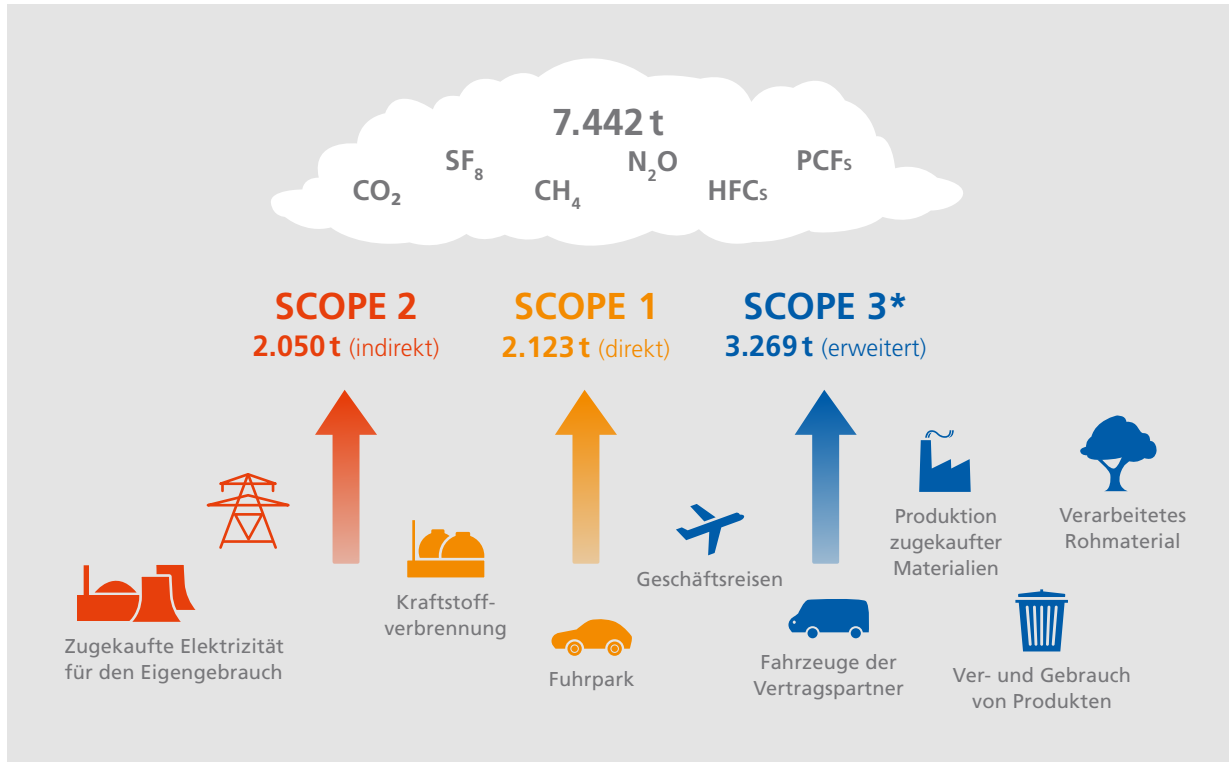 7.442 t
CO₂
SF₈
CH₄
N₂O
HFCs
PCFs
SCOPE 2
2.050 t (indirekt)
SCOPE 1
2.123 t (direkt)
SCOPE 3*
3.269 t (erweitert)
Zugekaufte Elektrizität
für den Eigengebrauch
Kraftstoff-
verbrennung
Fuhrpark
Geschäftsreisen
Fahrzeuge der
Vertragspartner
Produktion
zugekaufter
Materialien
Verarbeitetes
Rohmaterial
Ver- und Gebrauch
von Produkten